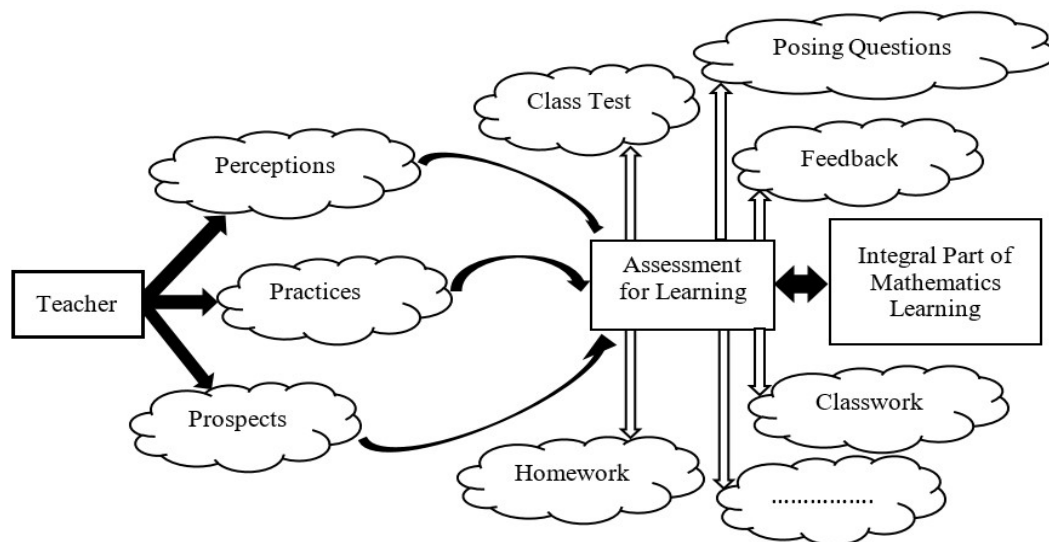 Posing Questions
Class Test
Feedback
Perceptions
Assessment
for Learning
Integral Part of
Mathematics
Learning
Teacher
Practices
Prospects
Classwork
Homework
…………….